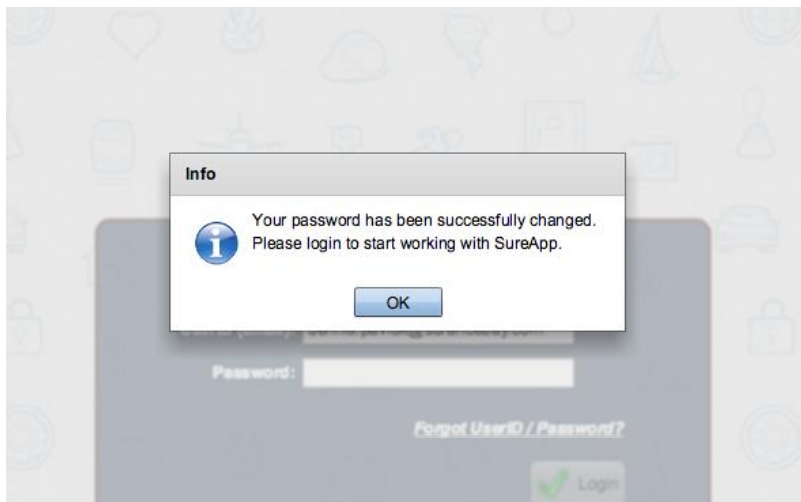 Info
Your password has been successfully changed.
Please login to start working with SureApp.
OK
Password:
Forgot UserID / Password?
Login